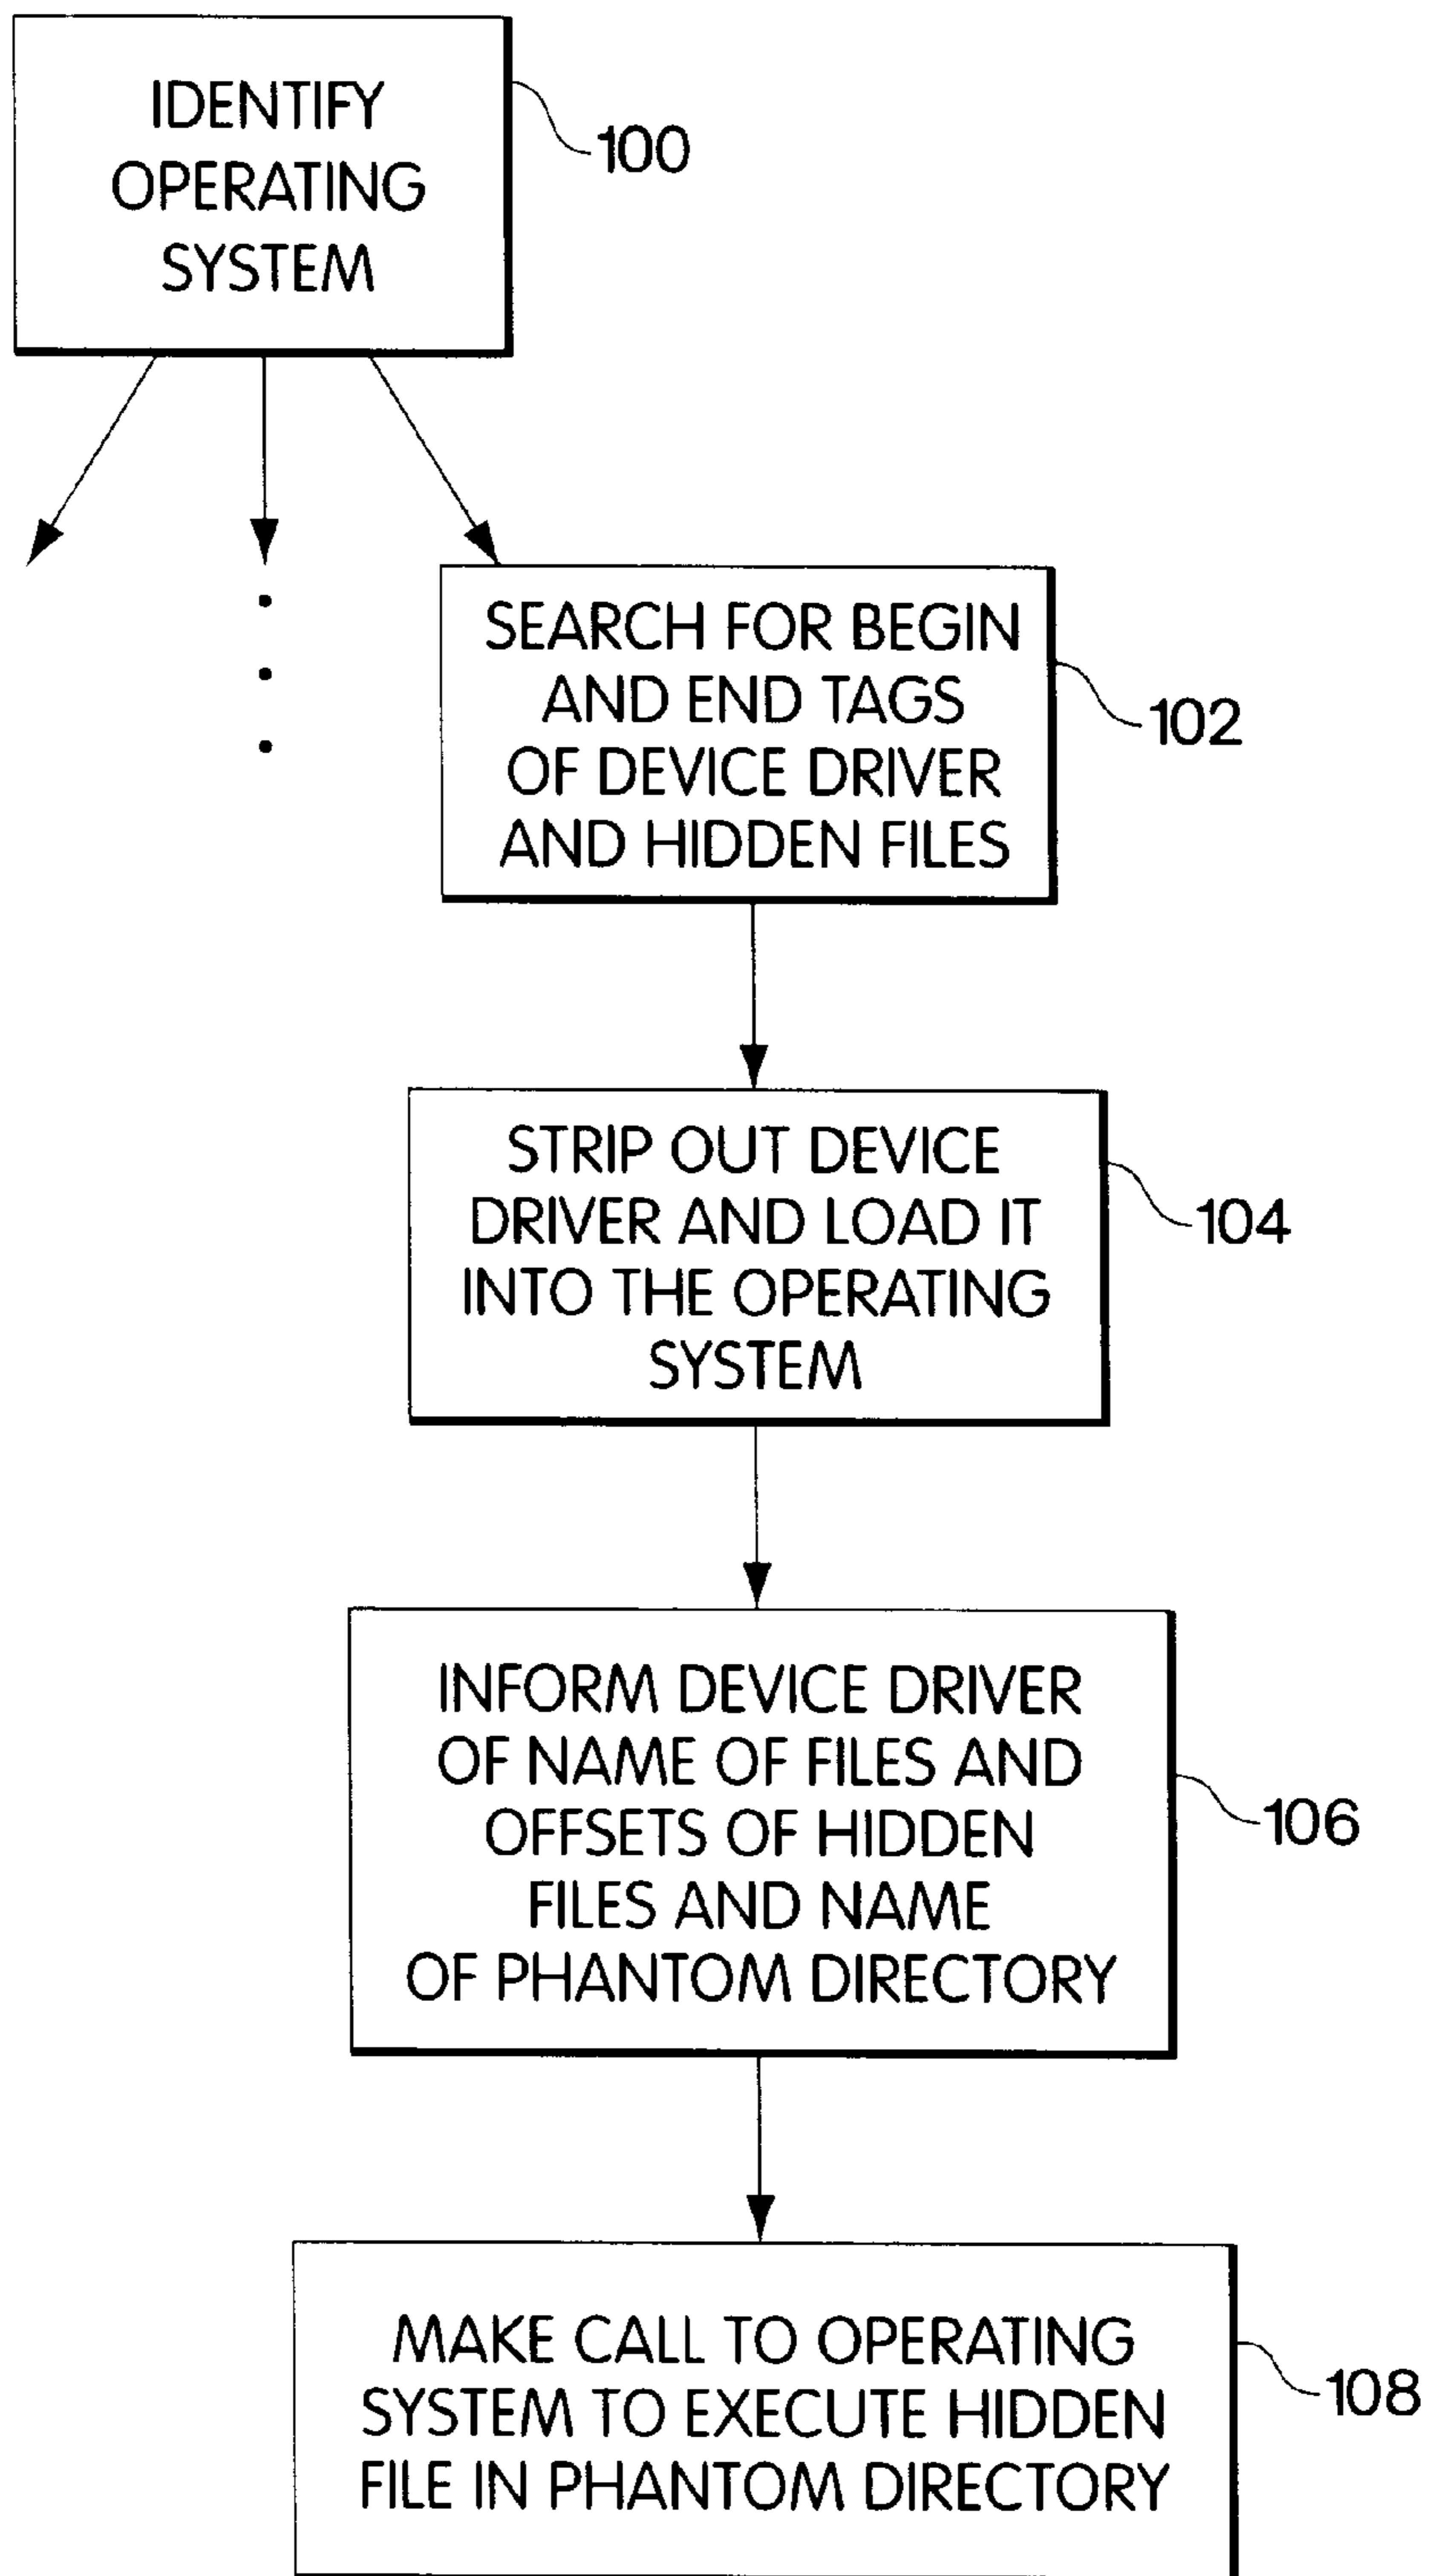 IDENTIFY
OPERATING
SYSTEM
100
SEARCH FOR BEGIN
AND END TAGS
OF DEVICE DRIVER
AND HIDDEN FILES
102
STRIP OUT DEVICE
DRIVER AND LOAD IT
INTO THE OPERATING
SYSTEM
104
INFORM DEVICE DRIVER
OF NAME OF FILES AND
OFFSETS OF HIDDEN
FILES AND NAME
OF PHANTOM DIRECTORY
106
MAKE CALL TO OPERATING
SYSTEM TO EXECUTE HIDDEN
FILE IN PHANTOM DIRECTORY
108